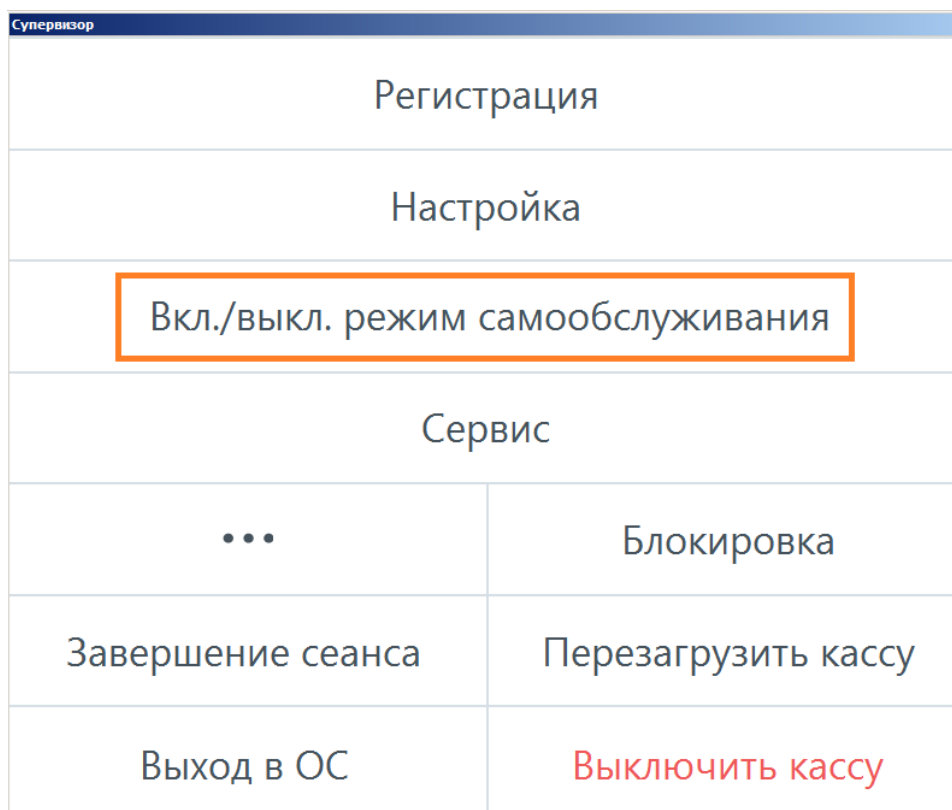 Супервизор
Регистрация
Настройка
Вкл./выкл. режим самообслуживания
Сервис
•••
Блокировка
Завершение сеанса
Перезагрузить кассу
Выход в ОС
Выключить кассу